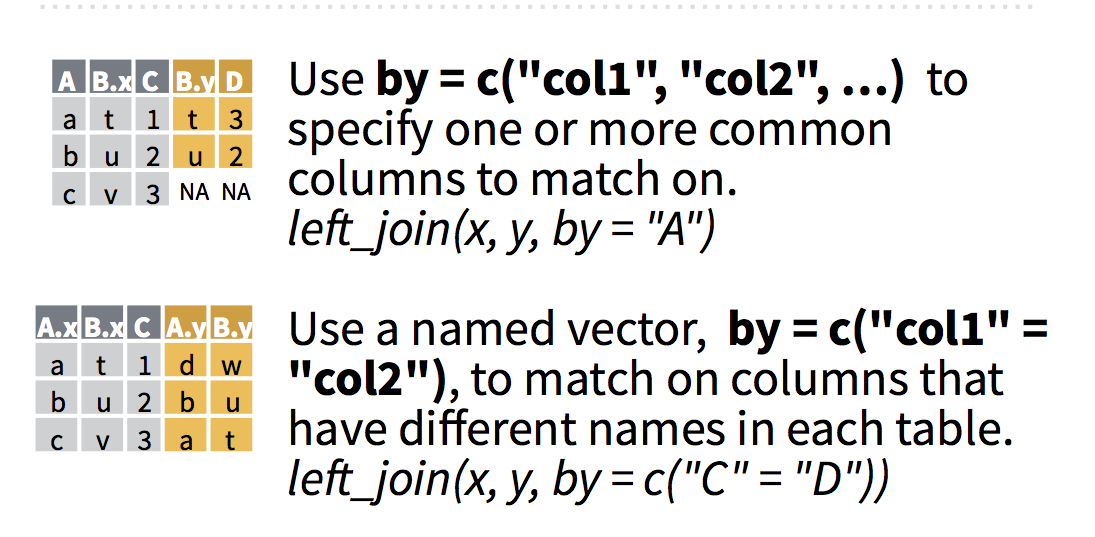 A B.x C B.y D
a t 1 t 3
b u 2 u 2
c v 3 NA NA
Use by = c("col1", "col2", …) to
specify one or more common
columns to match on.
left_join(x, y, by = "A")
A.x B.x C A.y B.y
a t 1 d w
b u 2 b u
c v 3 a t
Use a named vector, by = c("col1" =
"col2"), to match on columns that
have different names in each table.
left_join(x, y, by = c("C" = "D"))